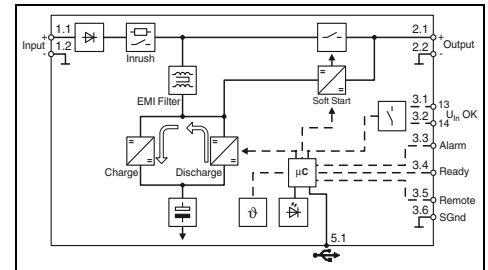 1.1 + 2.1 +
Input Output
1.2 - 2.2 -
Inrush
EMI Filter
Soft Start
3.1 13
U_In OK
3.2 14
3.3 Alarm
Charge Discharge
µC
3.4 Ready
3.5 Remote
ϑ
3.6 SGnd
5.1